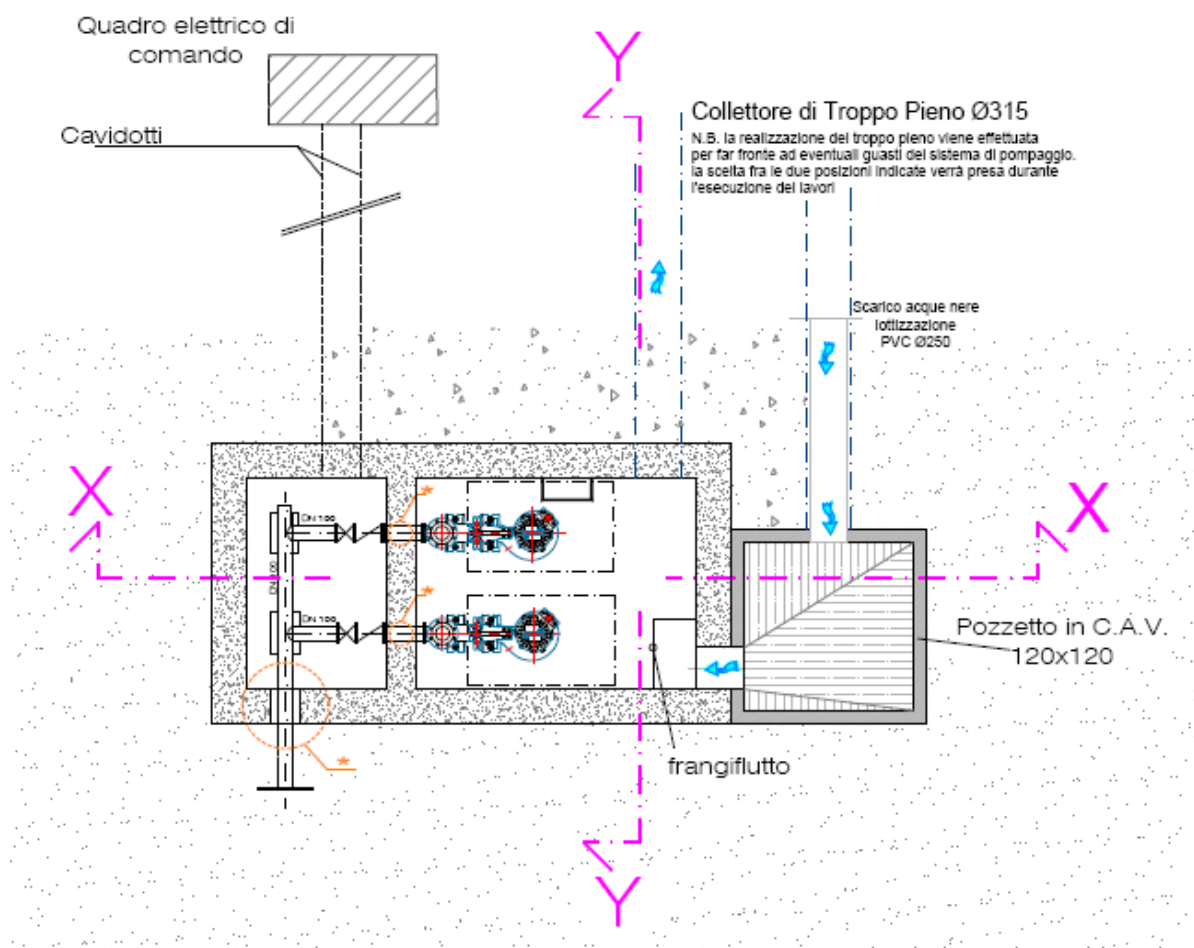 Quadro elettrico di
comando
Cavidotti
Y
Collettore di Troppo Pieno Ø315
N.B. la realizzazione del troppo pieno viene effettuata
per far fronte ad eventuali guasti del sistema di pompaggio.
la scelta fra le due posizioni indicate verrà presa durante
l'esecuzione dei lavori
Scarico acque nere
lottizzazione
PVC Ø250
X
X
*
DN 100
*
DN 100
Pozzetto in C.A.V.
120x120
*
frangiflutto
Y